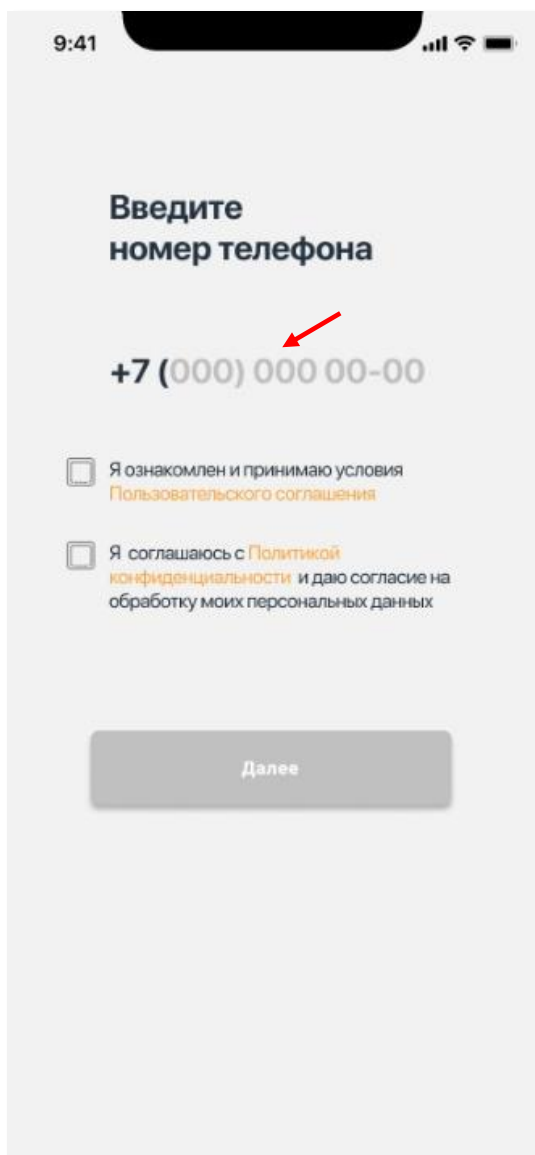 9:41
Введите
номер телефона
+7 (000) 000 00-00
Я ознакомлен и принимаю условия
Пользовательского соглашения
Я соглашаюсь с Политикой
конфиденциальности и даю согласие на
обработку моих персональных данных
Далее